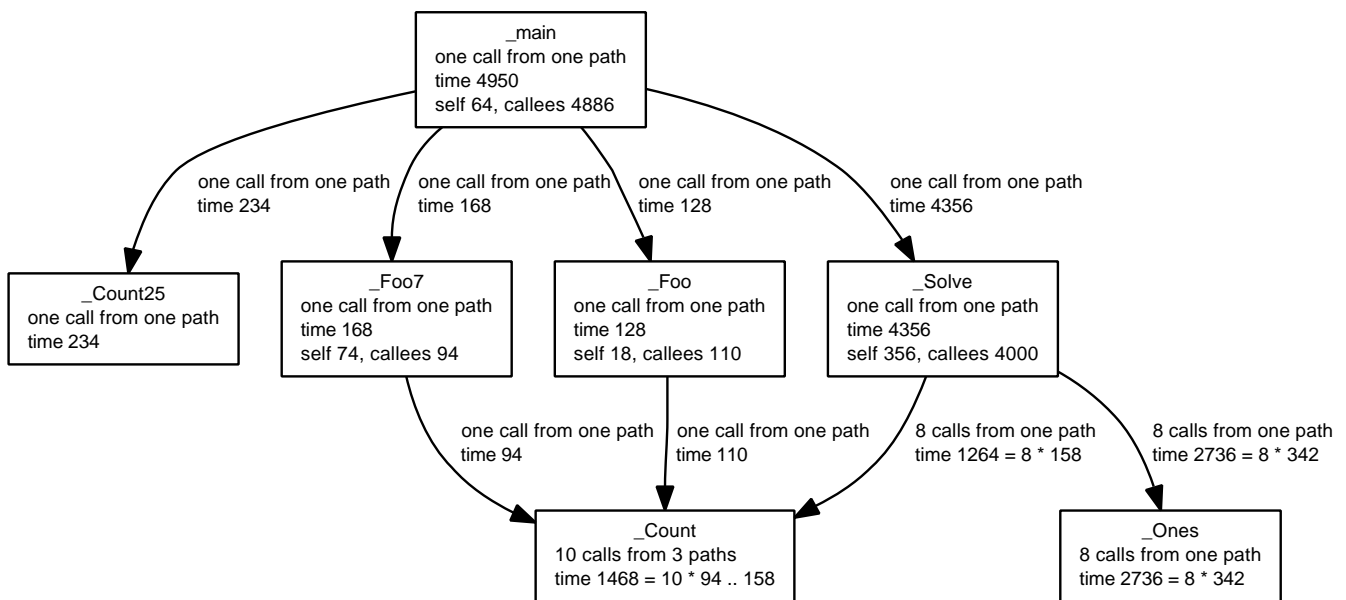 _main
one call from one path
time 4950
self 64, callees 4886
one call from one path
time 234
one call from one path
time 168
one call from one path
time 128
one call from one path
time 4356
_Count25
one call from one path
time 234
_Foo7
one call from one path
time 168
self 74, callees 94
_Foo
one call from one path
time 128
self 18, callees 110
_Solve
one call from one path
time 4356
self 356, callees 4000
one call from one path
time 94
one call from one path
time 110
8 calls from one path
time 1264 = 8 * 158
8 calls from one path
time 2736 = 8 * 342
_Count
10 calls from 3 paths
time 1468 = 10 * 94 .. 158
_Ones
8 calls from one path
time 2736 = 8 * 342